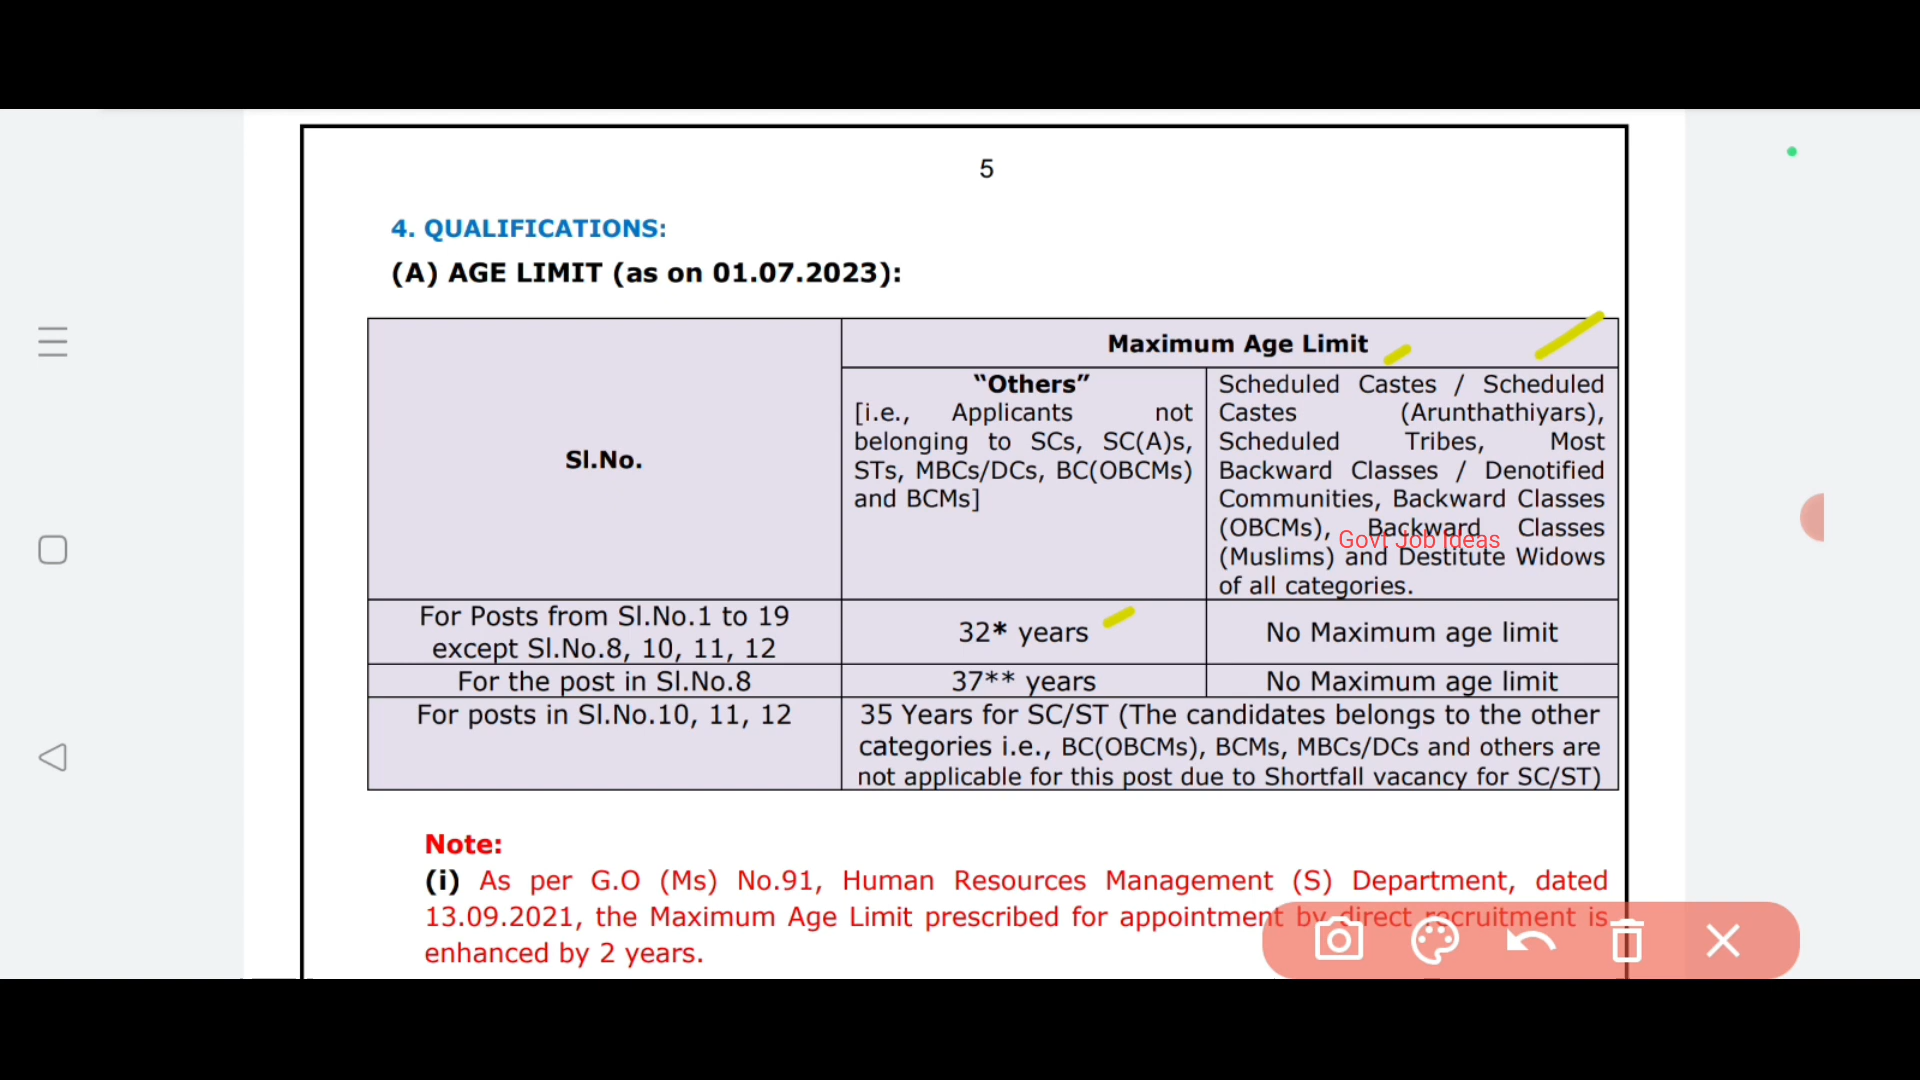 5
4. QUALIFICATIONS:
(A) AGE LIMIT (as on 01.07.2023):
Sl.No.
Maximum Age Limit
“Others”
[i.e., Applicants not
belonging to SCs, SC(A)s,
STs, MBCs/DCs, BC(OBCMs)
and BCMs]
Scheduled Castes / Scheduled
Castes (Arunthathiyars),
Scheduled Tribes, Most
Backward Classes / Denotified
Communities, Backward Classes
(OBCMs), Backward Classes
(Muslims) and Destitute Widows
of all categories.
Govt Job Ideas
For Posts from Sl.No.1 to 19
except Sl.No.8, 10, 11, 12
32* years
No Maximum age limit
For the post in Sl.No.8
37** years
No Maximum age limit
For posts in Sl.No.10, 11, 12
35 Years for SC/ST (The candidates belongs to the other
categories i.e., BC(OBCMs), BCMs, MBCs/DCs and others are
not applicable for this post due to Shortfall vacancy for SC/ST)
Note:
(i) As per G.O (Ms) No.91, Human Resources Management (S) Department, dated
13.09.2021, the Maximum Age Limit prescribed for appointment by direct recruitment is
enhanced by 2 years.